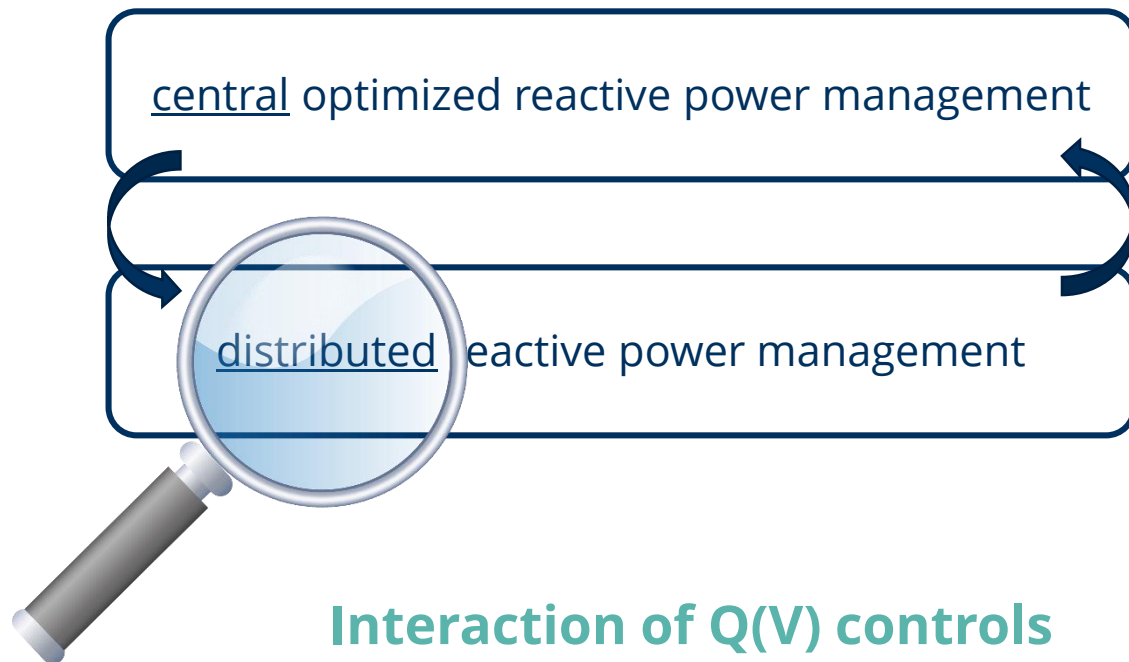 central optimized reactive power management
distributed reactive power management
Interaction of Q(V) controls